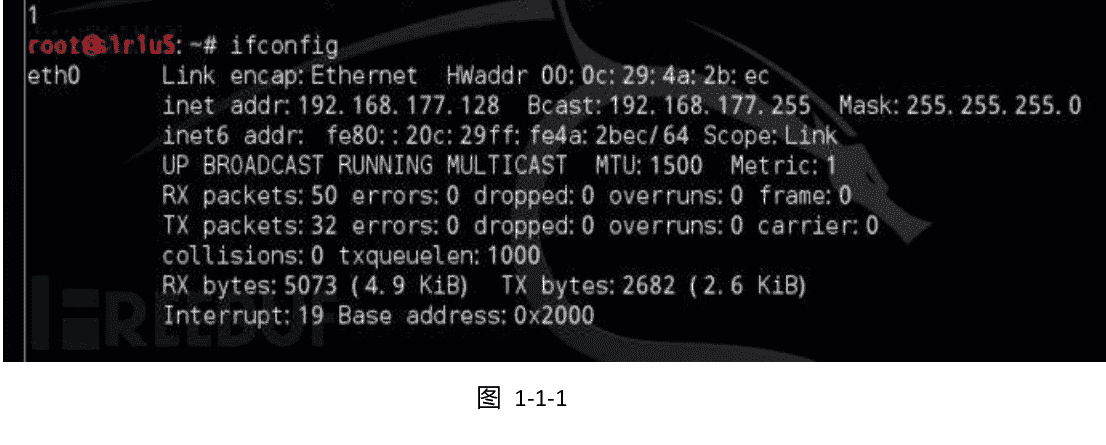 1
root@s1r1uS:~# ifconfig
eth0 Link encap:Ethernet HWaddr 00:0c:29:4a:2b:ec
inet addr:192.168.177.128 Bcast:192.168.177.255 Mask:255.255.255.0
inet6 addr: fe80::20c:29ff:fe4a:2bec/64 Scope:Link
UP BROADCAST RUNNING MULTICAST MTU:1500 Metric:1
RX packets:50 errors:0 dropped:0 overruns:0 frame:0
TX packets:32 errors:0 dropped:0 overruns:0 carrier:0
collisions:0 txqueuelen:1000
RX bytes:5073 (4.9 KiB) TX bytes:2682 (2.6 KiB)
Interrupt:19 Base address:0x2000
FREEBUF
图 1-1-1